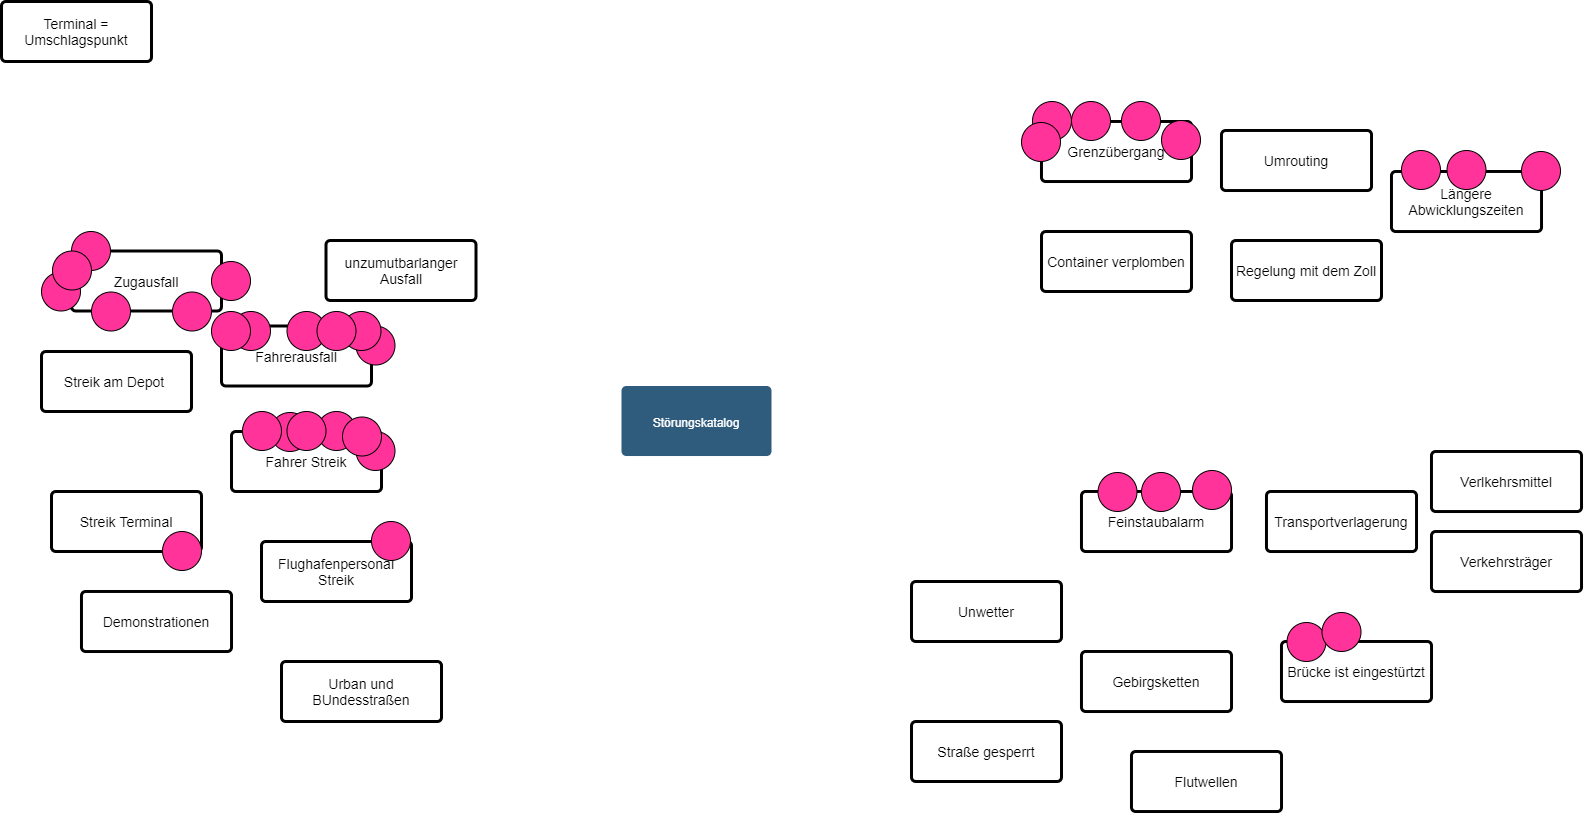 Terminal =
Umschlagspunkt
Grenzübergang
Umrouting
Längere
Abwicklungszeiten
Container verplomben
Regelung mit dem Zoll
Zugausfall
unzumutbarlanger
Ausfall
Fahrerausfall
Streik am Depot
Störungskatalog
Fahrer Streik
Streik Terminal
Flughafenpersonal
Streik
Demonstrationen
Urban und
BUndesstraßen
Feinstaubalarm
Transportverlagerung
Verlkehrsmittel
Verkehrsträger
Unwetter
Gebirgsketten
Brücke ist eingestürtzt
Straße gesperrt
Flutwellen